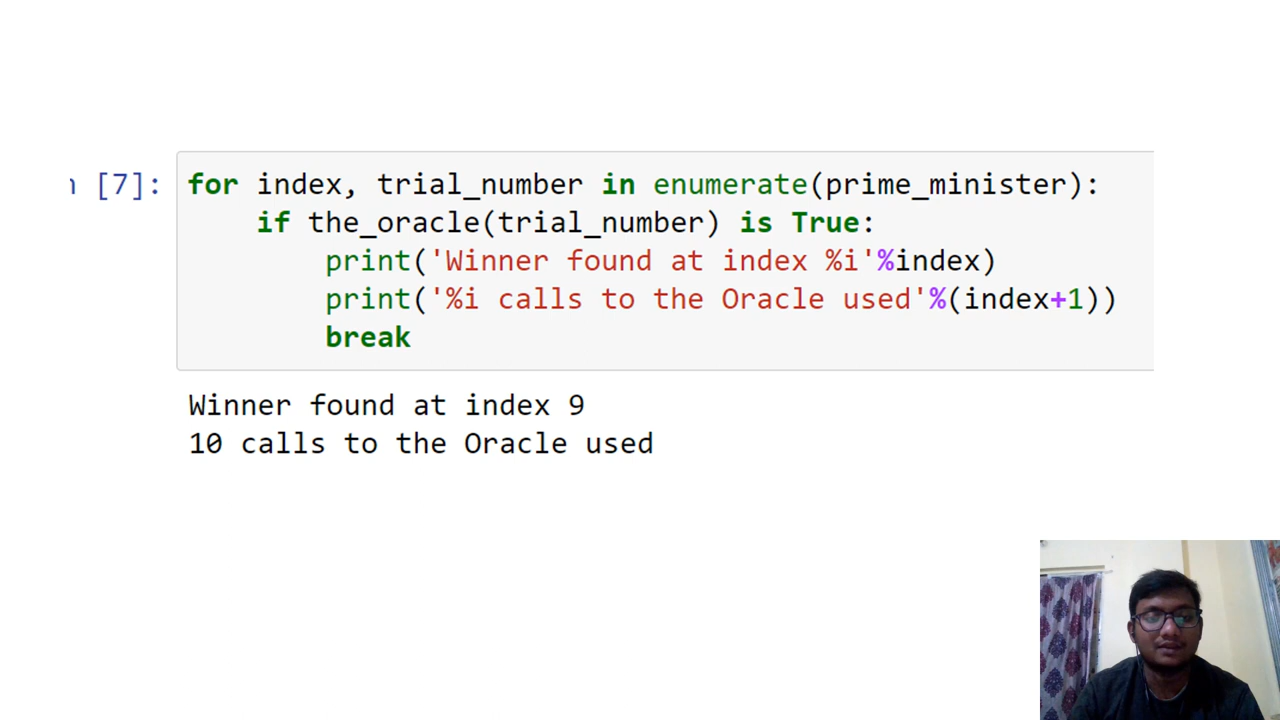 [7]:
for index, trial_number in enumerate(prime_minister):
    if the_oracle(trial_number) is True:
        print('Winner found at index %i'%index)
        print('%i calls to the Oracle used'%(index+1))
        break
Winner found at index 9
10 calls to the Oracle used